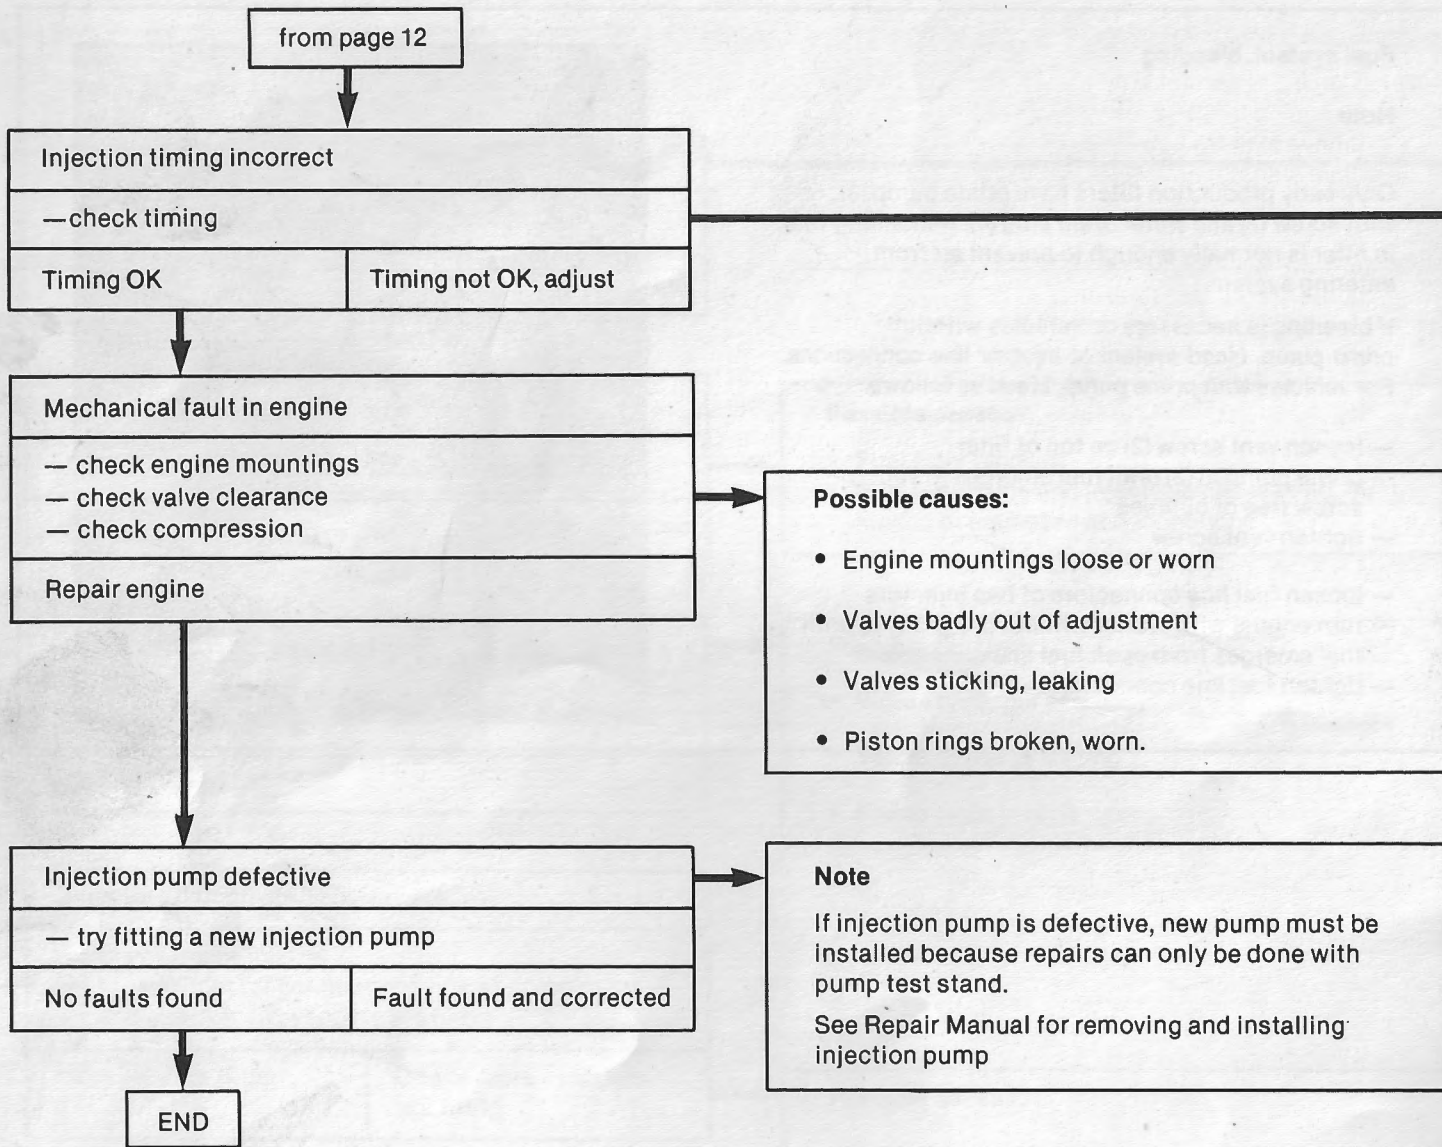 from page 12
Injection timing incorrect
—check timing
Timing OK
Timing not OK, adjust
Mechanical fault in engine
— check engine mountings
— check valve clearance
— check compression
Repair engine
Possible causes:
• Engine mountings loose or worn
• Valves badly out of adjustment
• Valves sticking, leaking
• Piston rings broken, worn.
Injection pump defective
— try fitting a new injection pump
No faults found
Fault found and corrected
Note
If injection pump is defective, new pump must be
installed because repairs can only be done with
pump test stand.
See Repair Manual for removing and installing
injection pump
END